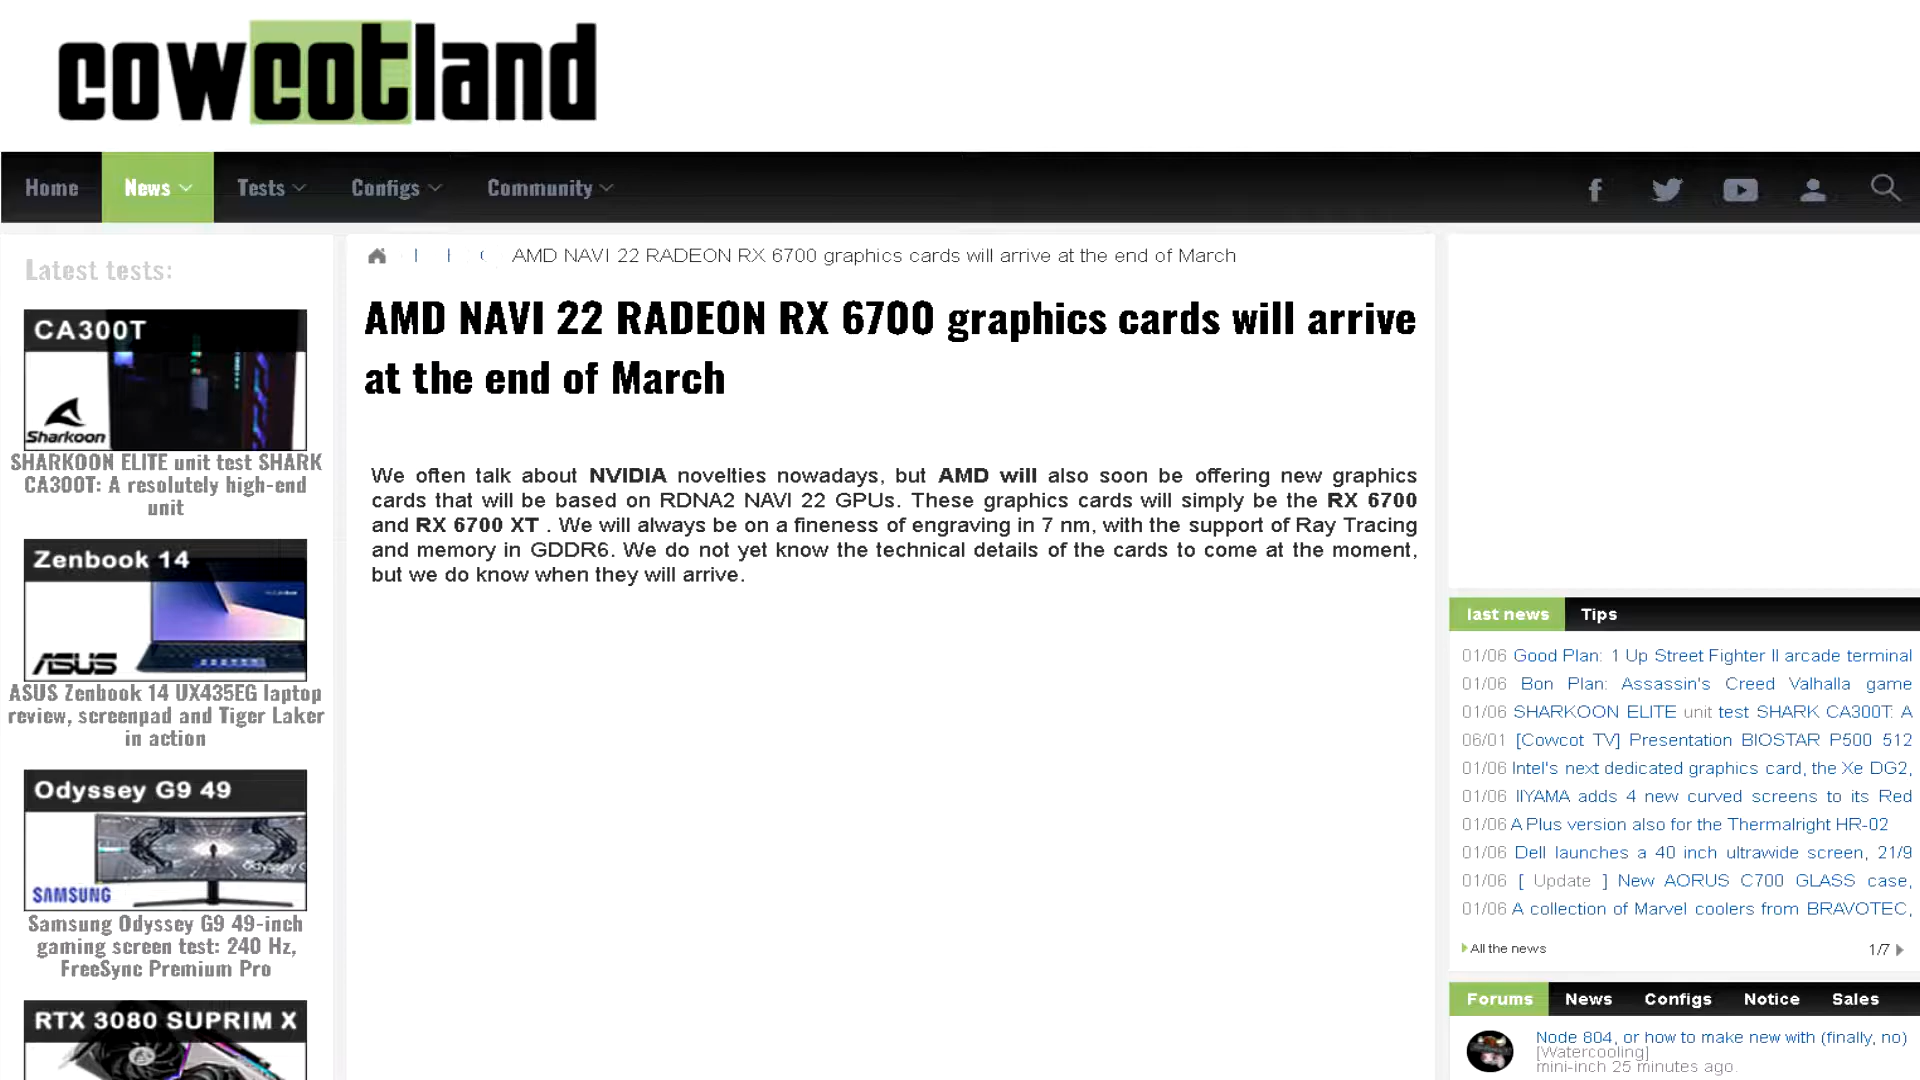 cowcotland
Home
News
Tests
Configs
Community
Latest tests:
CA300T
Sharkoon
SHARKOON ELITE unit test SHARK
CA300T: A resolutely high-end
unit
Zenbook 14
ASUS
ASUS Zenbook 14 UX435EG laptop
review, screenpad and Tiger Laker
in action
Odyssey G9 49
SAMSUNG
Samsung Odyssey G9 49-inch
gaming screen test: 240 Hz,
FreeSync Premium Pro
RTX 3080 SUPRIM X
AMD NAVI 22 RADEON RX 6700 graphics cards will arrive at the end of March
AMD NAVI 22 RADEON RX 6700 graphics cards will arrive
at the end of March
We often talk about NVIDIA novelties nowadays, but AMD will also soon be offering new graphics
cards that will be based on RDNA2 NAVI 22 GPUs. These graphics cards will simply be the RX 6700
and RX 6700 XT . We will always be on a fineness of engraving in 7 nm, with the support of Ray Tracing
and memory in GDDR6. We do not yet know the technical details of the cards to come at the moment,
but we do know when they will arrive.
last news
Tips
01/06 Good Plan: 1 Up Street Fighter II arcade terminal
01/06 Bon Plan: Assassin's Creed Valhalla game
01/06 SHARKOON ELITE unit test SHARK CA300T: A
06/01 [Cowcot TV] Presentation BIOSTAR P500 512
01/06 Intel's next dedicated graphics card, the Xe DG2,
01/06 IIYAMA adds 4 new curved screens to its Red
01/06 A Plus version also for the Thermalright HR-02
01/06 Dell launches a 40 inch ultrawide screen, 21/9
01/06 [ Update ] New AORUS C700 GLASS case,
01/06 A collection of Marvel coolers from BRAVOTEC,
All the news
1/7
Forums
News
Configs
Notice
Sales
Node 804, or how to make new with (finally, no)
[Watercooling]
mini-inch 25 minutes ago.